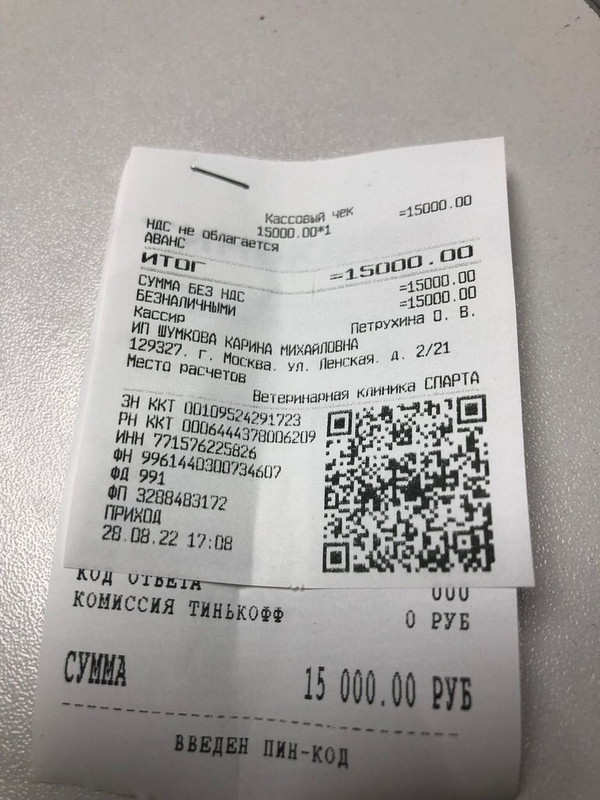 Кассовый чек
15000.00*1 =15000.00
НДС не облагается
АВАНС
ИТОГ =15000.00
СУММА БЕЗ НДС =15000.00
БЕЗНАЛИЧНЫМИ =15000.00
Кассир Петрухина О. В.
ИП ШУМКОВА КАРИНА МИХАЙЛОВНА
129327, г. Москва, ул. Ленская, д. 2/21
Место расчетов
Ветеринарная клиника СПАРТА
ЗН ККТ 00109524291723
РН ККТ 0006444378006209
ИНН 771576225826
ФН 9961440300734607
ФД 991
ФП 3288483172
ПРИХОД
28.08.22 17:08
КОД ОТВЕТА 000
КОМИССИЯ ТИНЬКОФФ 0 РУБ
СУММА 15 000.00 РУБ
ВВЕДЕН ПИН-КОД